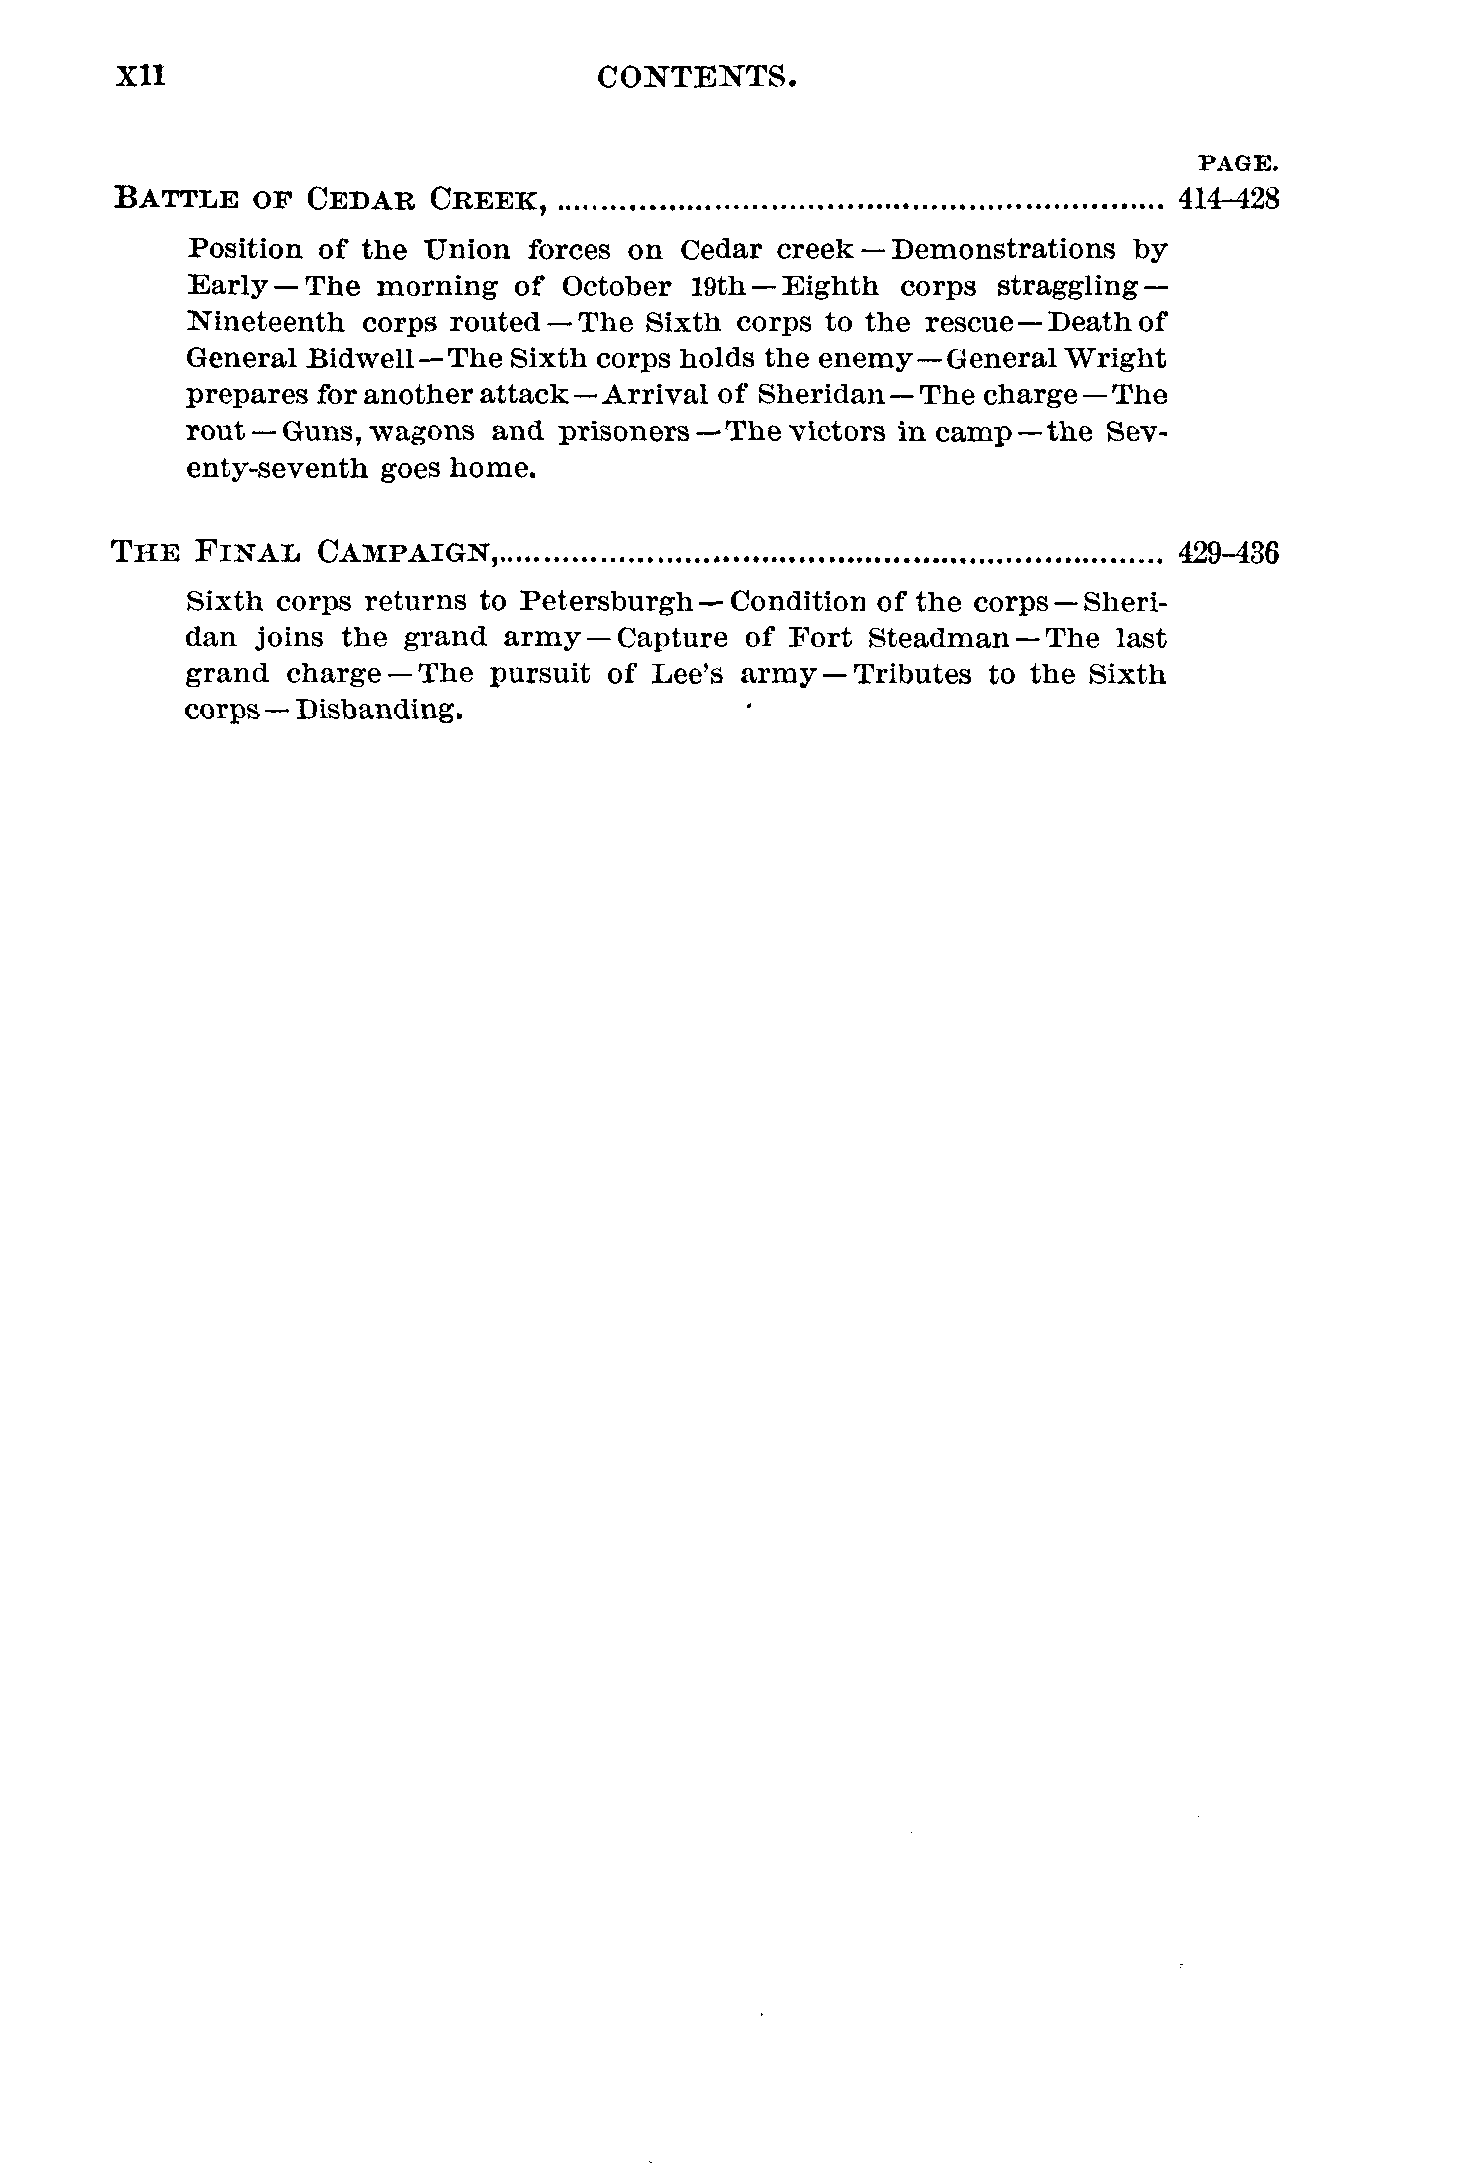 xii CONTENTS.
PAGE.
BATTLE OF CEDAR CREEK, ............................................................ 414–428
Position of the Union forces on Cedar creek — Demonstrations by
Early — The morning of October 19th — Eighth corps straggling —
Nineteenth corps routed — The Sixth corps to the rescue — Death of
General Bidwell — The Sixth corps holds the enemy — General Wright
prepares for another attack — Arrival of Sheridan — The charge — The
rout — Guns, wagons and prisoners — The victors in camp — the Sev-
enty-seventh goes home.
THE FINAL CAMPAIGN, ............................................................ 429–436
Sixth corps returns to Petersburgh — Condition of the corps — Sheri-
dan joins the grand army — Capture of Fort Steadman — The last
grand charge — The pursuit of Lee's army — Tributes to the Sixth
corps — Disbanding.